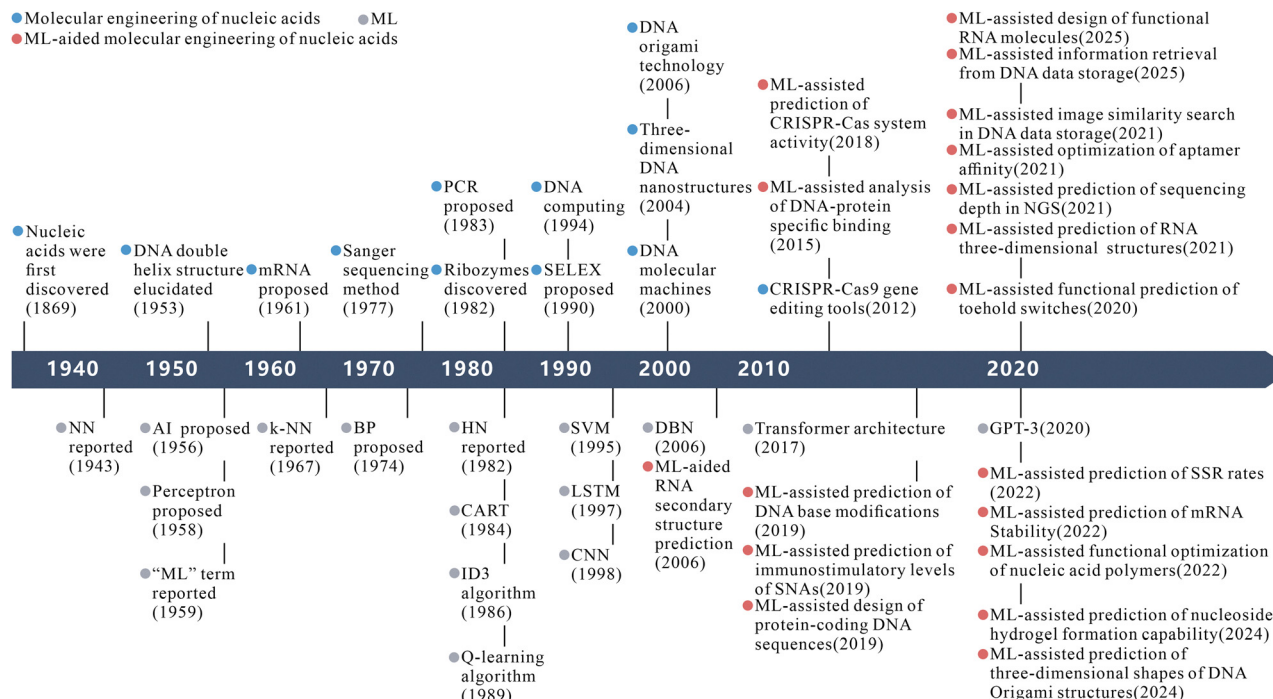 Molecular engineering of nucleic acids
ML
ML-aided molecular engineering of nucleic acids
Nucleic
acids were
first
discovered
(1869)
DNA double
helix structure
elucidated
(1953)
mRNA
proposed
(1961)
Sanger
sequencing
method
(1977)
PCR
proposed
(1983)
Ribozymes
discovered
(1982)
DNA
computing
(1994)
SELEX
proposed
(1990)
DNA
origami
technology
(2006)
Three-
dimensional
DNA
nanostructures
(2004)
DNA
molecular
machines
(2000)
ML-assisted
prediction of
CRISPR-Cas system
activity(2018)
ML-assisted analysis
of DNA-protein
specific binding
(2015)
CRISPR-Cas9 gene
editing tools(2012)
ML-assisted design of functional
RNA molecules(2025)
ML-assisted information retrieval
from DNA data storage(2025)
ML-assisted image similarity search
in DNA data storage(2021)
ML-assisted optimization of aptamer
affinity(2021)
ML-assisted prediction of sequencing
depth in NGS(2021)
ML-assisted prediction of RNA
three-dimensional structures(2021)
ML-assisted functional prediction of
toehold switches(2020)
1940 1950 1960 1970 1980 1990 2000 2010 2020
NN
reported
(1943)
AI proposed
(1956)
Perceptron
proposed
(1958)
“ML” term
reported
(1959)
k-NN
reported
(1967)
BP
proposed
(1974)
HN
reported
(1982)
CART
(1984)
ID3
algorithm
(1986)
Q-learning
algorithm
(1989)
SVM
(1995)
LSTM
(1997)
CNN
(1998)
DBN
(2006)
ML-aided
RNA
secondary
structure
prediction
(2006)
Transformer architecture
(2017)
ML-assisted prediction of
DNA base modifications
(2019)
ML-assisted prediction of
immunostimulatory levels
of SNAs(2019)
ML-assisted design of
protein-coding DNA
sequences(2019)
GPT-3(2020)
ML-assisted prediction of SSR rates
(2022)
ML-assisted prediction of mRNA
Stability(2022)
ML-assisted functional optimization
of nucleic acid polymers(2022)
ML-assisted prediction of nucleoside
hydrogel formation capability(2024)
ML-assisted prediction of
three-dimensional shapes of DNA
Origami structures(2024)